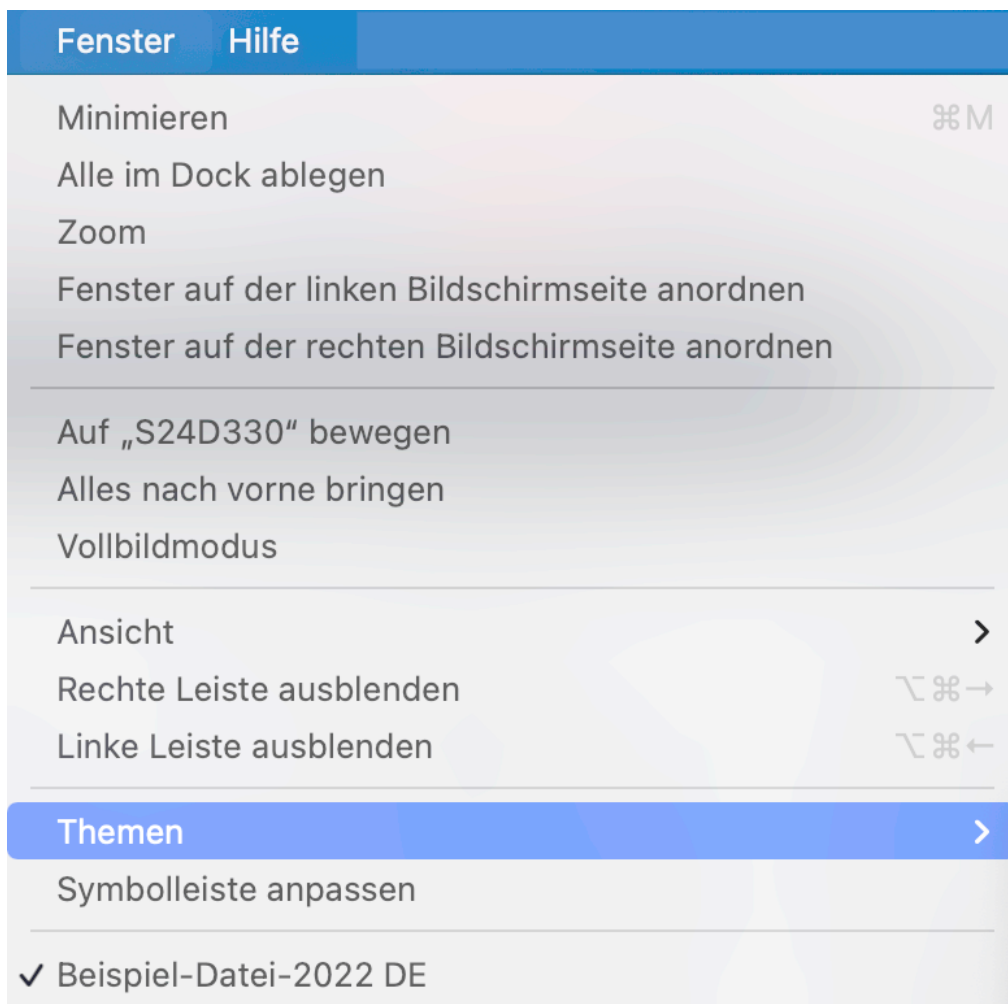 Fenster Hilfe
Minimieren ⌘M
Alle im Dock ablegen
Zoom
Fenster auf der linken Bildschirmseite anordnen
Fenster auf der rechten Bildschirmseite anordnen
Auf „S24D330“ bewegen
Alles nach vorne bringen
Vollbildmodus
Ansicht
Rechte Leiste ausblenden ⌥⌘→
Linke Leiste ausblenden ⌥⌘←
Themen
Symbolleiste anpassen
✓ Beispiel-Datei-2022 DE